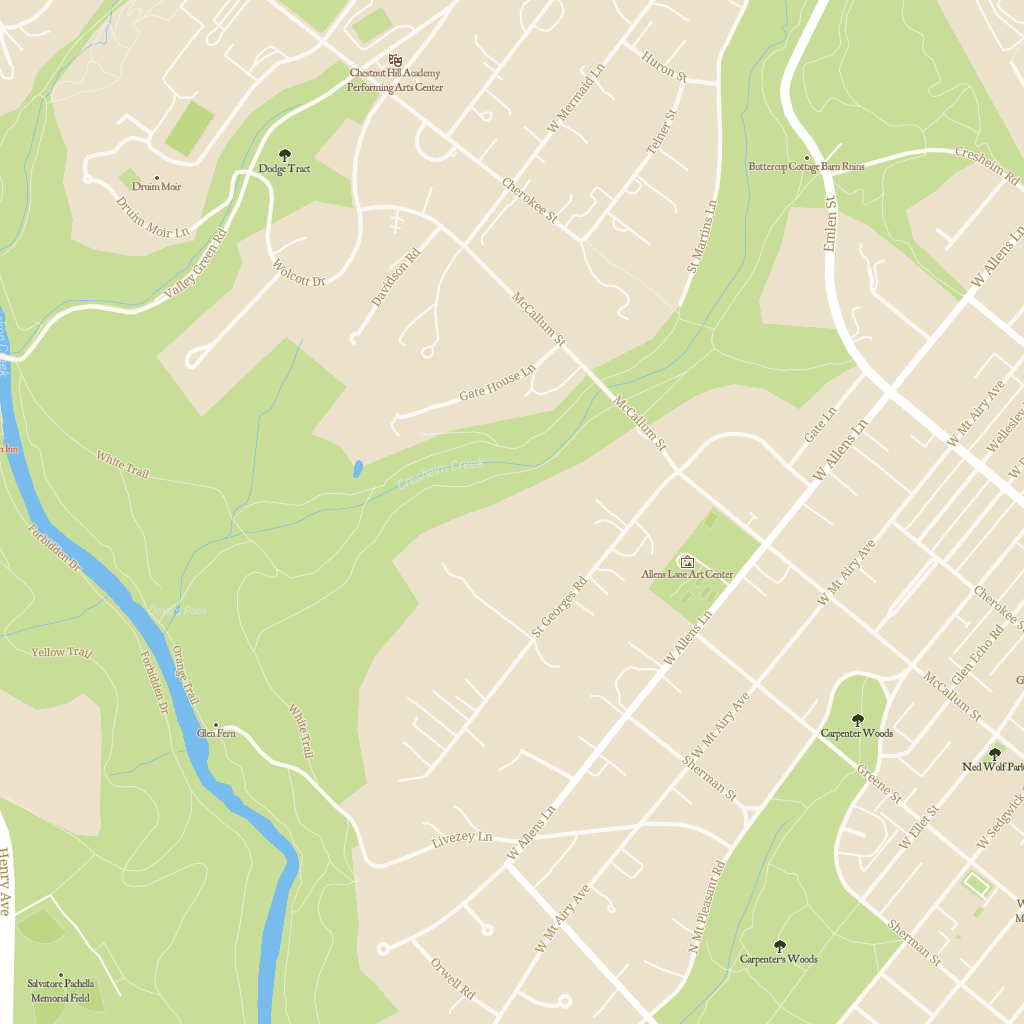 Chestnut Hill Academy
Performing Arts Center
Huron St
W Mermaid Ln
Telner St
Dodge Tract
Buttercup Cottage Barn Ruins
Cresheim Rd
Druim Moir
Druim Moir Ln
Cherokee St
Emlen St
St Martins Ln
W Allens Ln
Valley Green Rd
Wolcott Dr
Davidson Rd
McCallum St
Gate House Ln
McCallum St
Gate Ln
W Mt Airy Ave
W Allens Ln
White Trail
Cresheim Creek
Forbidden Dr
Allens Lane Art Center
W Mt Airy Ave
St Georges Rd
Cherokee St
Devil's Pool
Yellow Trail
Orange Trail
Forbidden Dr
W Allens Ln
Glen Echo Rd
McCallum St
White Trail
Glen Fern
W Mt Airy Ave
Carpenter Woods
Sherman St
Ned Wolf Park
Greene St
W Ellet St
W Sedgwick
Livezey Ln
W Allens Ln
Henry Ave
N Mt Pleasant Rd
W Mt Airy Ave
Carpenter's Woods
Sherman St
Orwell Rd
Salvatore Pachella
Memorial Field